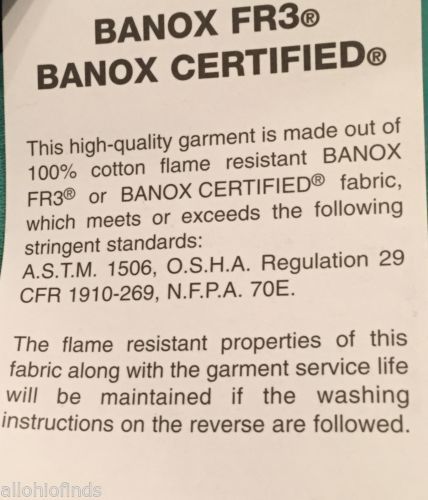 BANOX FR3®
BANOX CERTIFIED®
This high-quality garment is made out of
100% cotton flame resistant BANOX
FR3® or BANOX CERTIFIED® fabric,
which meets or exceeds the following
stringent standards:
A.S.T.M. 1506, O.S.H.A. Regulation 29
CFR 1910-269, N.F.P.A. 70E.
The flame resistant properties of this
fabric along with the garment service life
will be maintained if the washing
instructions on the reverse are followed.
allohiofinds